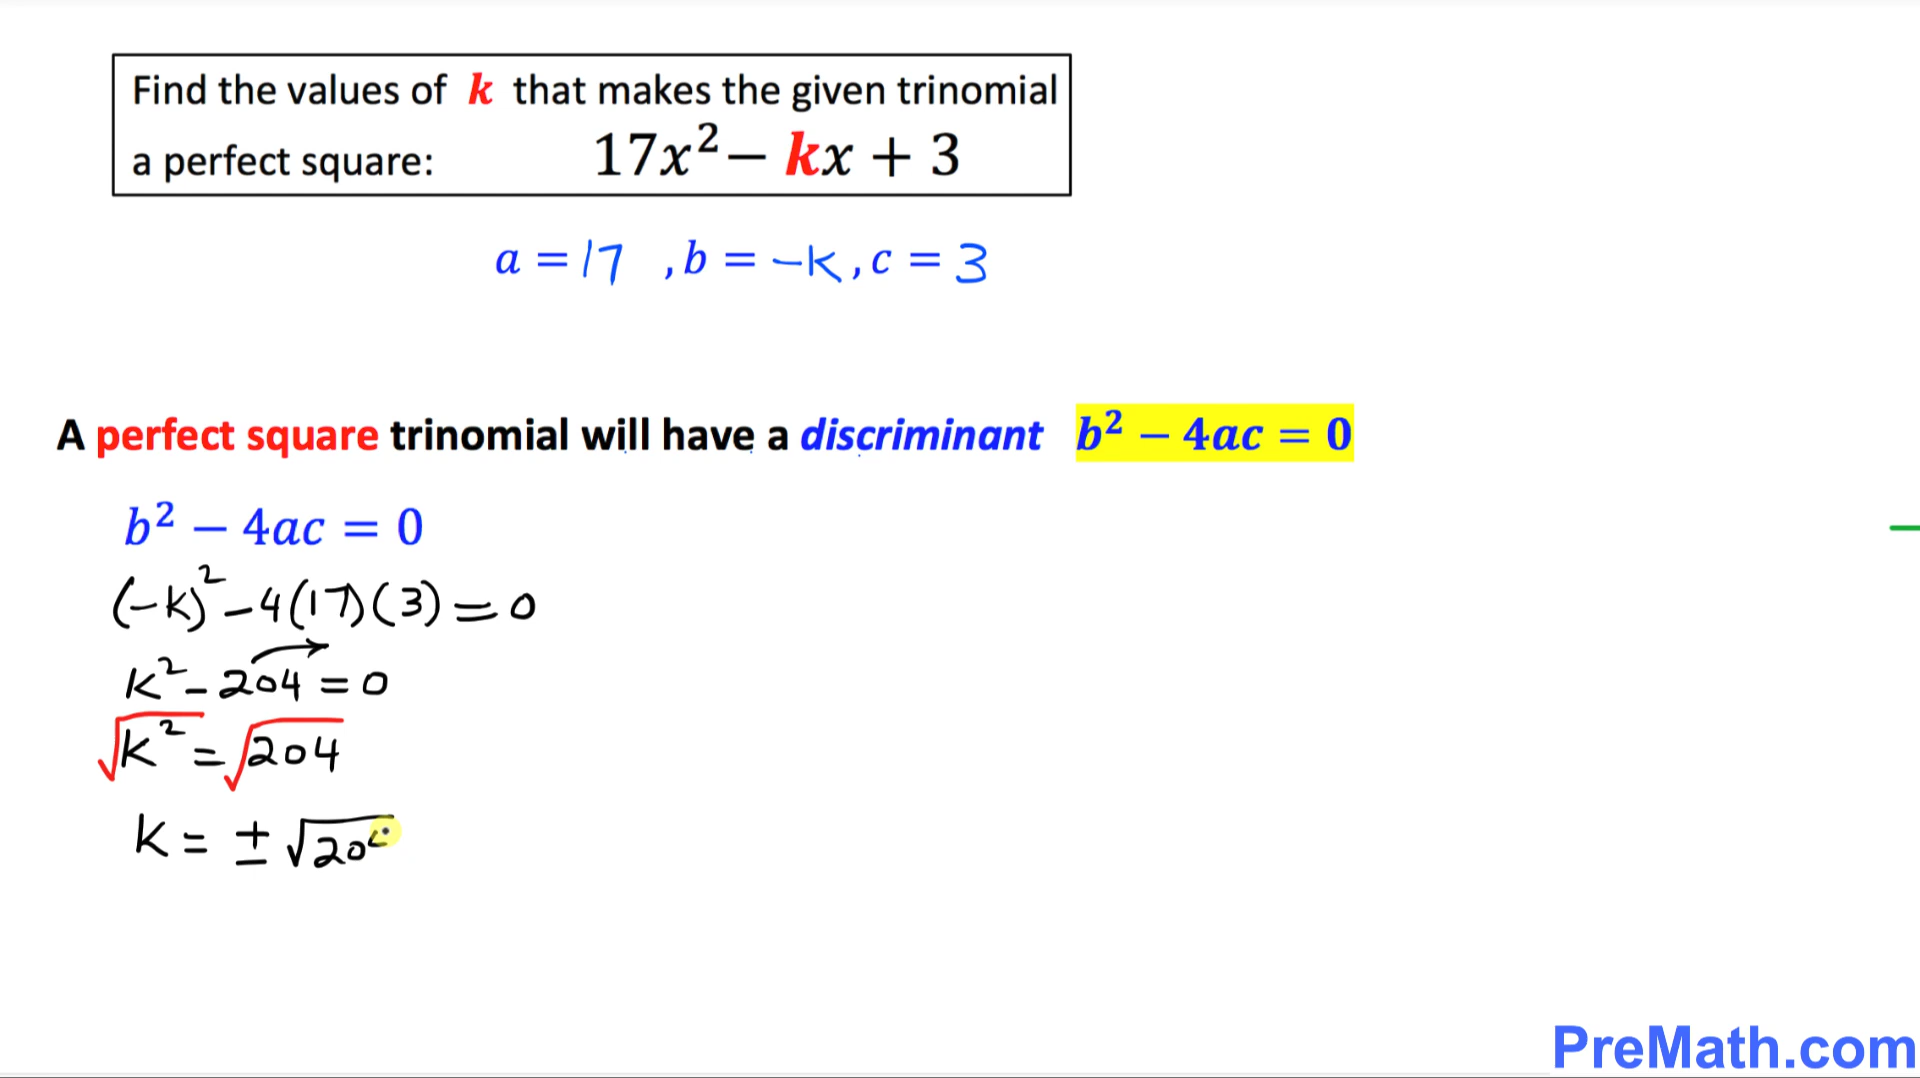 Find the values of k that makes the given trinomial
a perfect square: 17x² − kx + 3
a = 17 , b = −k, c = 3
A perfect square trinomial will have a discriminant b² − 4ac = 0
b² − 4ac = 0
(−k)² − 4(17)(3) = 0
k² − 204 = 0
√k² = √204
k = ± √20
PreMath.com